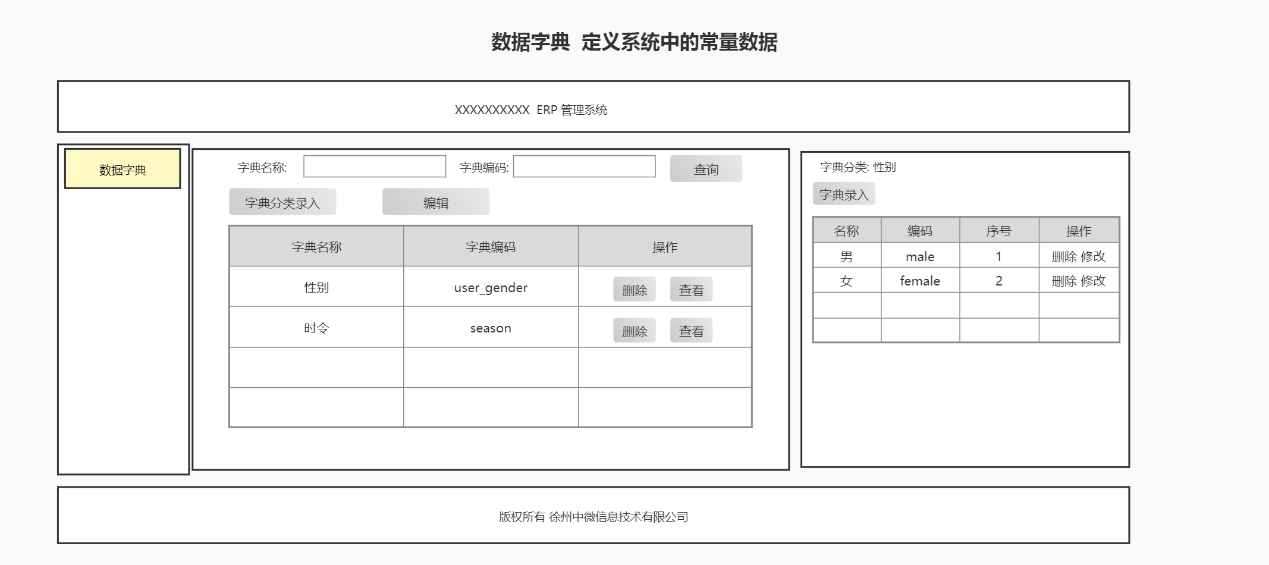 数据字典 定义系统中的常量数据
XXXXXXXXXX ERP 管理系统
数据字典
字典名称: 字典编码: 查询
字典分类录入 编辑
字典名称 字典编码 操作
性别 user_gender 删除 查看
时令 season 删除 查看
字典分类: 性别
字典录入
名称 编码 序号 操作
男 male 1 删除 修改
女 female 2 删除 修改
版权所有 徐州中微信息技术有限公司